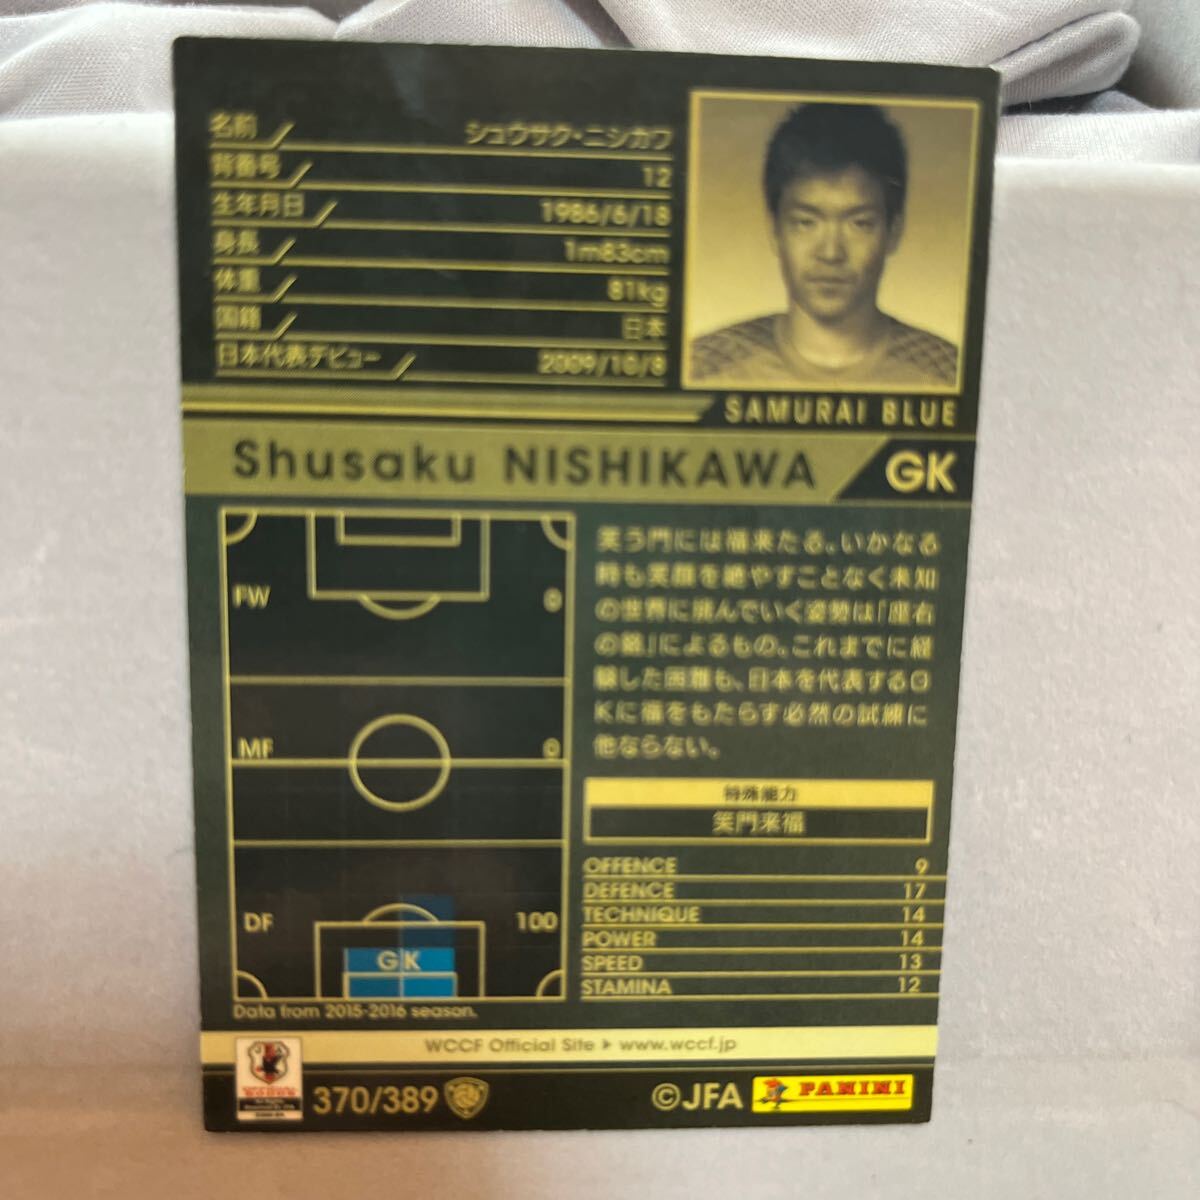 名前 シュウサク・ニシカワ
背番号 12
生年月日 1986/6/18
身長 1m83cm
体重 81kg
国籍 日本
日本代表デビュー 2009/10/8
SAMURAI BLUE
Shusaku NISHIKAWA GK
FW 0
MF 0
DF 100
GK
Data from 2015-2016 season.
笑う門には福来たる。いかなる
時も笑顔を絶やすことなく未知
の世界に挑んでいく姿勢は「座右
の銘」によるもの。これまでに経
験した困難も、日本を代表するG
Kに福をもたらす必然の試練に
他ならない。
特殊能力
笑門来福
OFFENCE 9
DEFENCE 17
TECHNIQUE 14
POWER 14
SPEED 13
STAMINA 12
WCCF Official Site ▶ www.wccf.jp
370/389
©JFA PANINI